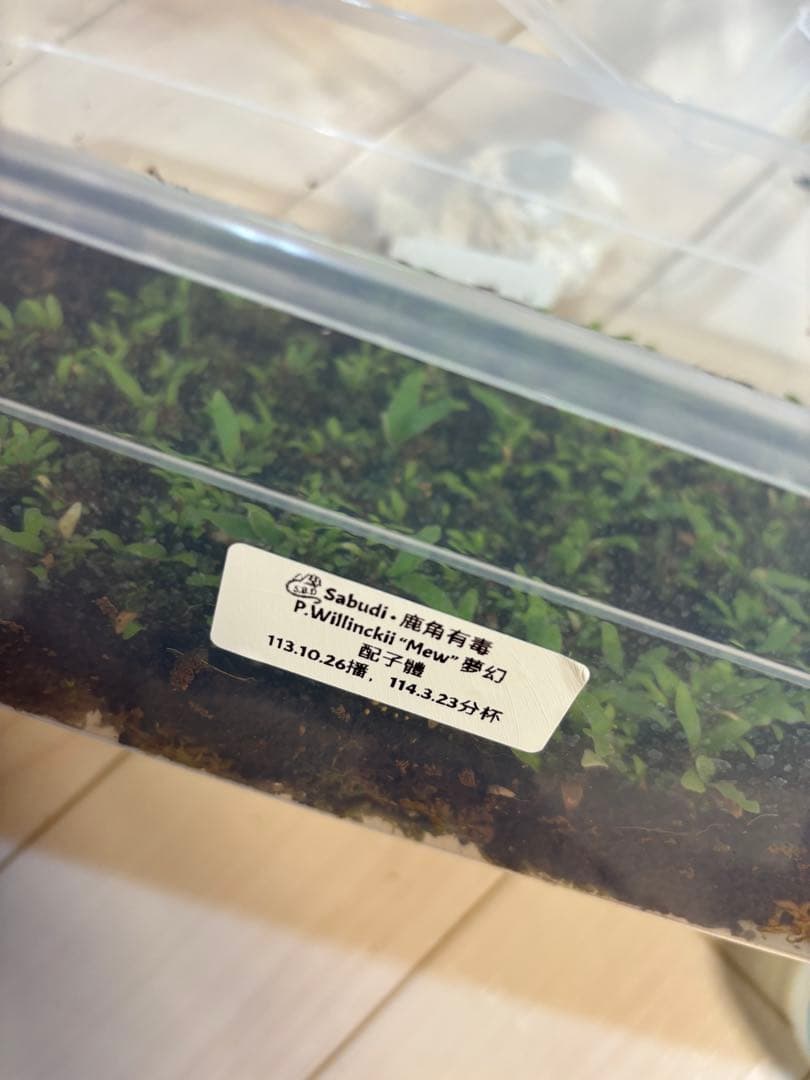 S.B.D
Sabudi•鹿角有毒
P.Willinckii “Mew”夢幻
配子體
113.10.26播，114.3.23分杯